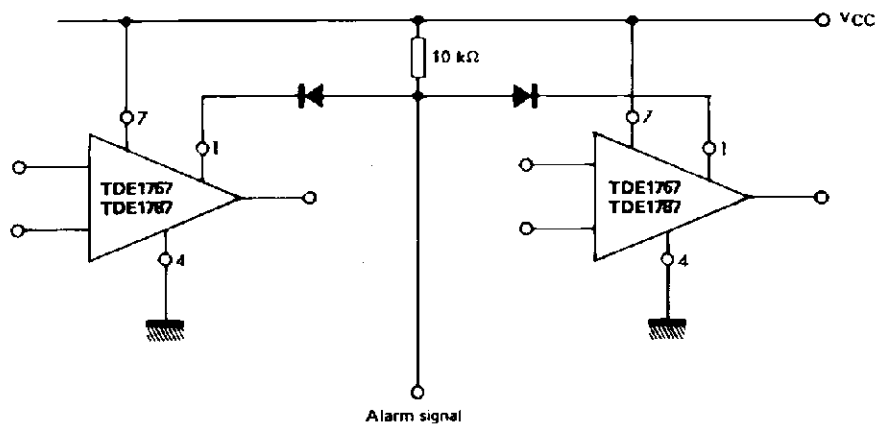 VCC
10 kΩ
7
1
7
1
TDE1767
TDE1787
TDE1767
TDE1787
4
4
Alarm signal